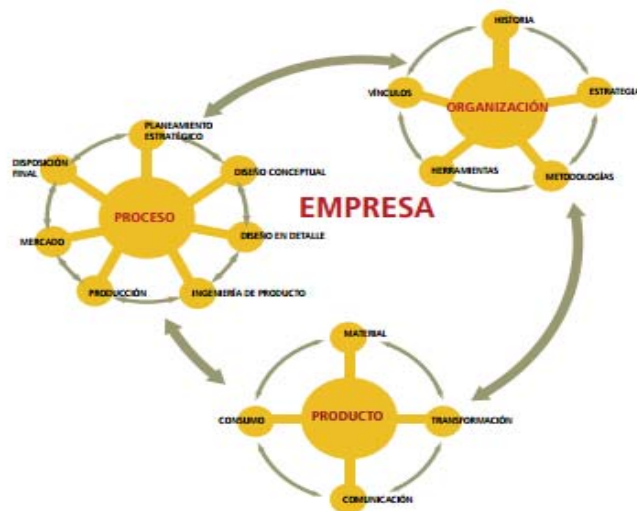 HISTORIA
VÍNCULOS
ESTRATEGIA
ORGANIZACIÓN
HERRAMIENTAS
METODOLOGÍAS
PLANEAMIENTO
ESTRATÉGICO
DISPOSICIÓN
FINAL
DISEÑO CONCEPTUAL
PROCESO
EMPRESA
MERCADO
DISEÑO EN DETALLE
PRODUCCIÓN
INGENIERÍA DE PRODUCTO
MATERIAL
CONSUMO
PRODUCTO
TRANSFORMACIÓN
COMUNICACIÓN